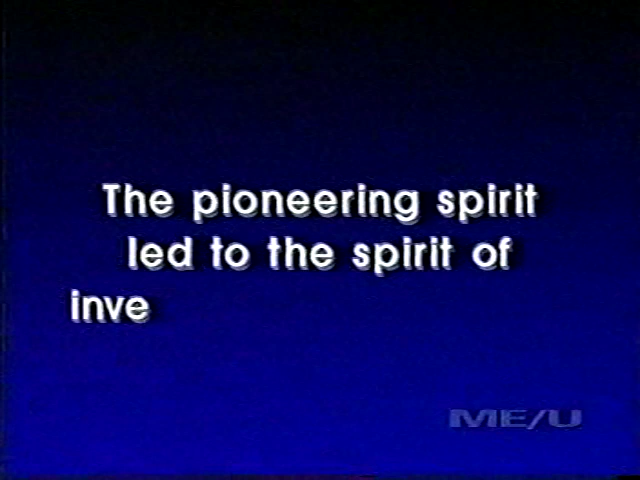 The pioneering spirit
led to the spirit of
inve
ME/U